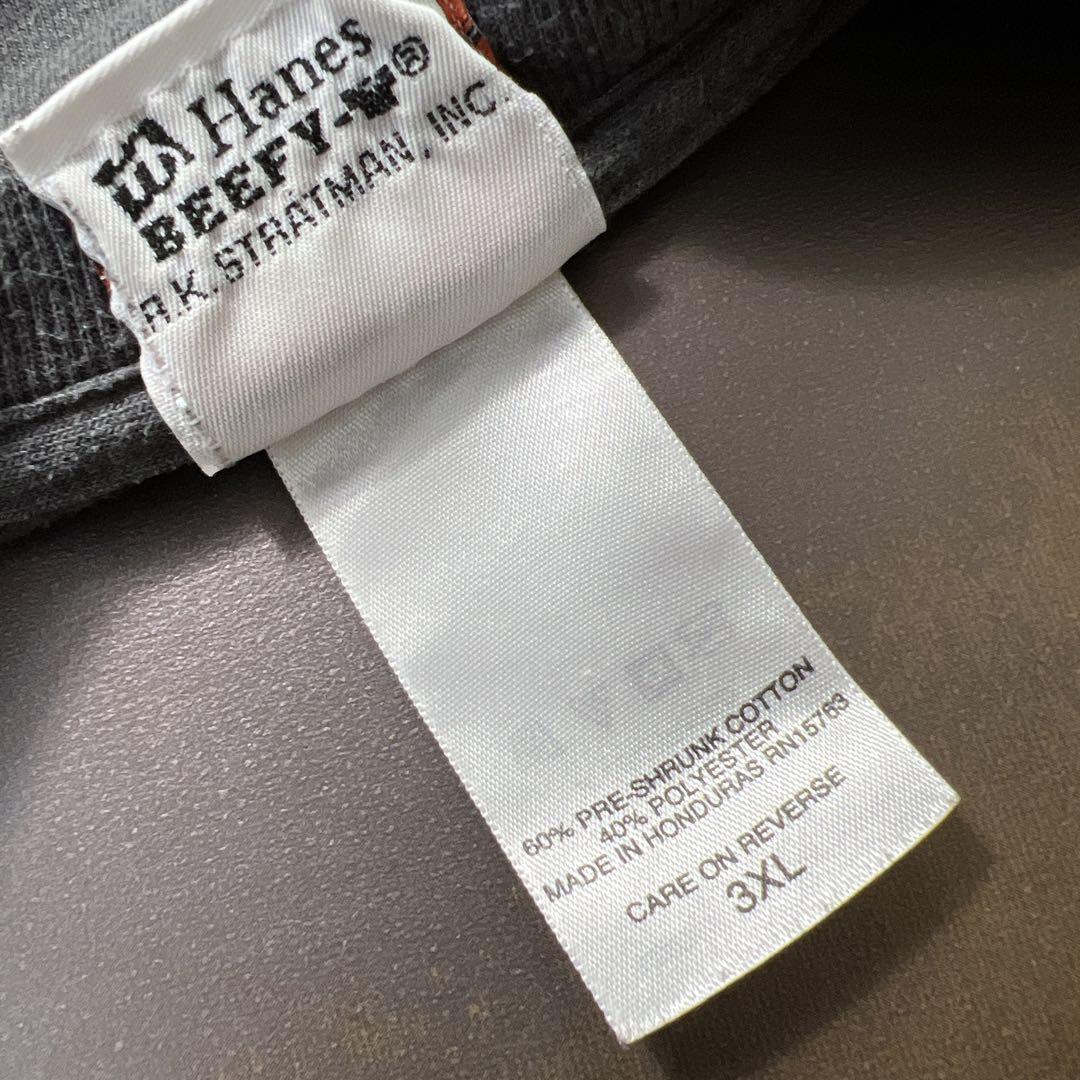 Hanes
BEEFY-T®
R.K. STRATMAN, INC.
60% PRE-SHRUNK COTTON
40% POLYESTER
MADE IN HONDURAS RN15763
CARE ON REVERSE
3XL